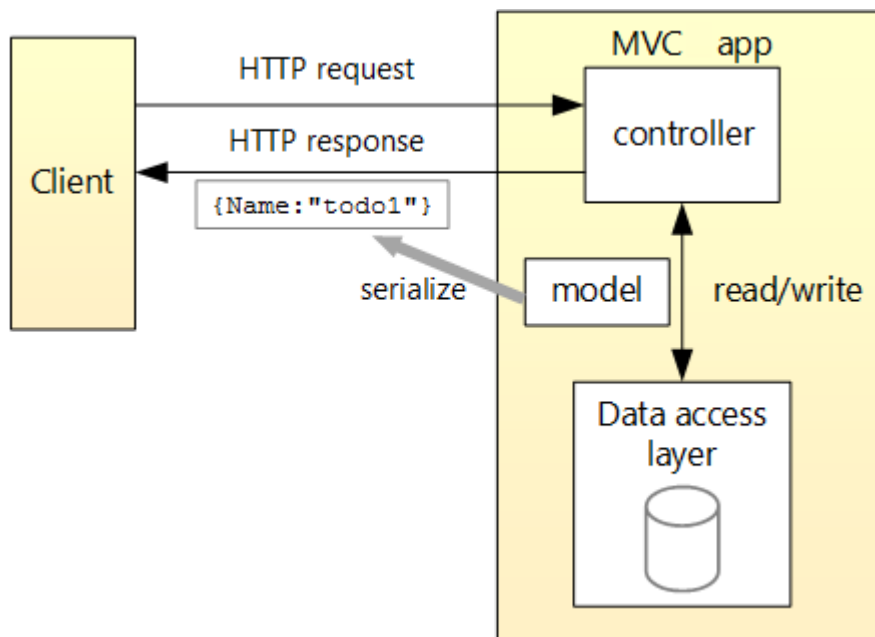 MVC app
HTTP request
controller
HTTP response
Client
{Name:"todo1"}
serialize
model
read/write
Data access
layer